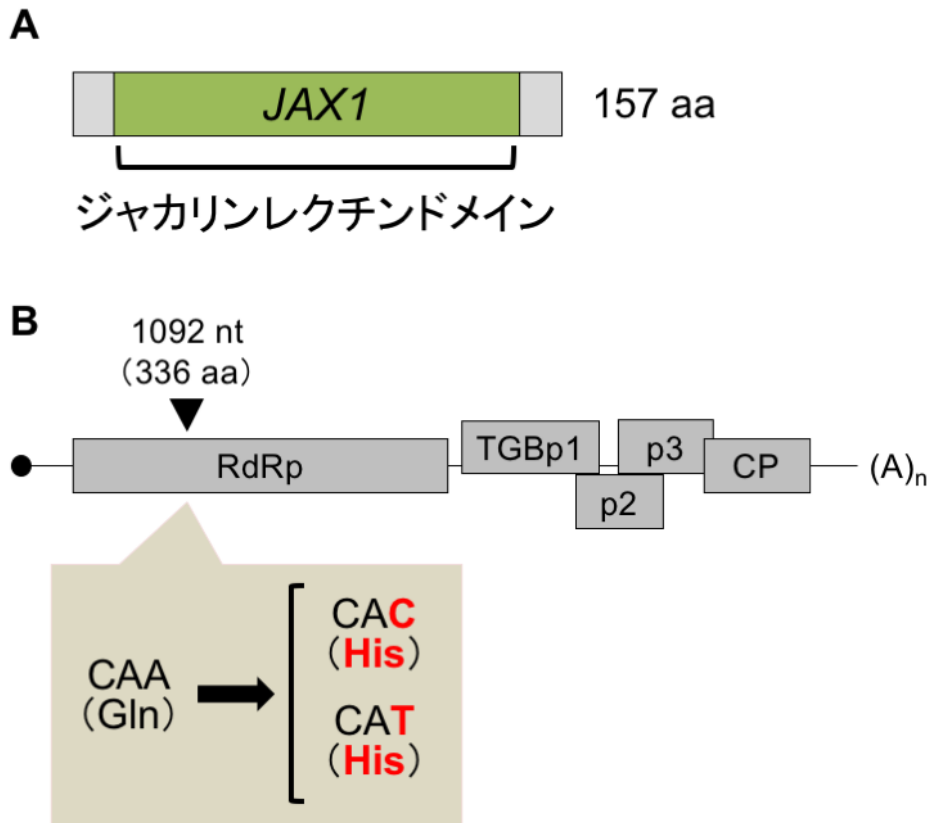 A
JAX1
157 aa
ジャカリンレクチンドメイン
B
1092 nt
(336 aa)
RdRp
TGBp1
p2
p3
CP
(A)n
CAA
(Gln)
CAC
(His)
CAT
(His)